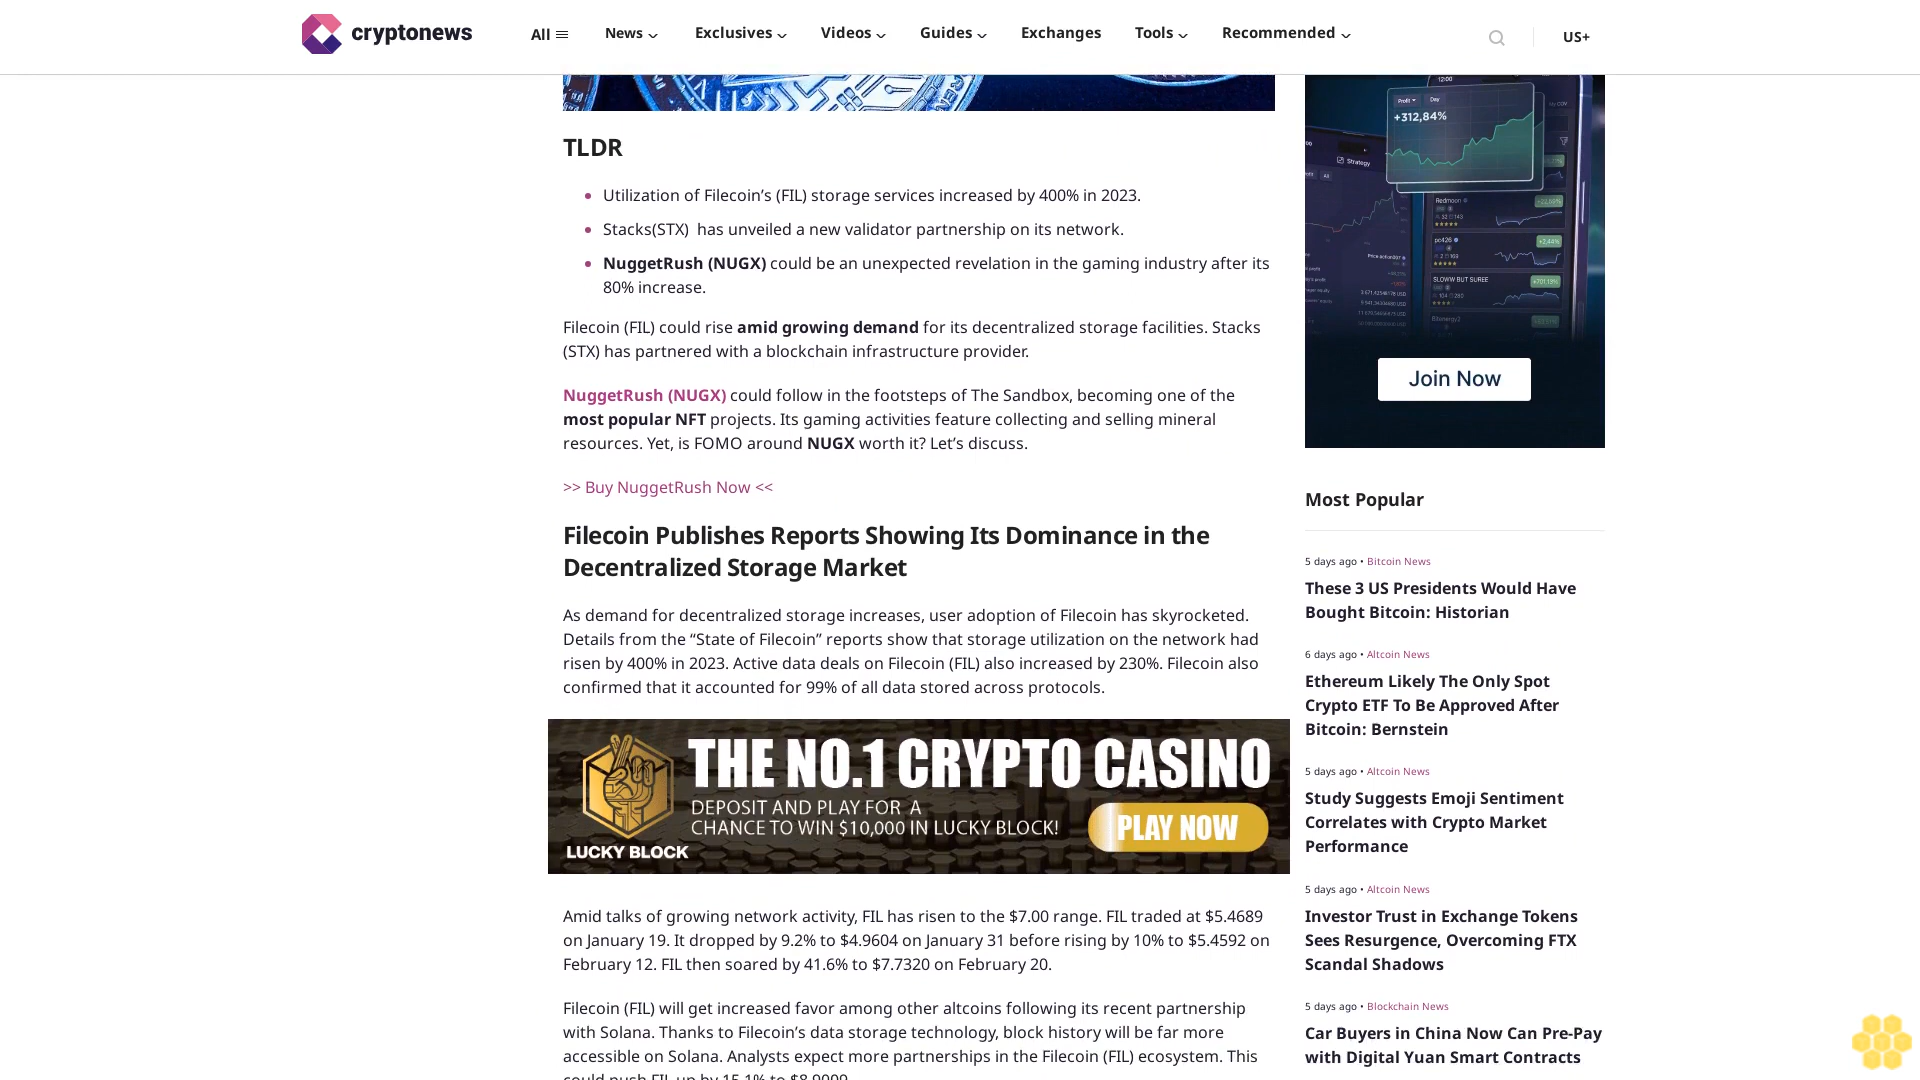 cryptonews
All
News
Exclusives
Videos
Guides
Exchanges
Tools
Recommended
US+
TLDR
Utilization of Filecoin’s (FIL) storage services increased by 400% in 2023.
Stacks(STX)  has unveiled a new validator partnership on its network.
NuggetRush (NUGX) could be an unexpected revelation in the gaming industry after its
80% increase.
Filecoin (FIL) could rise amid growing demand for its decentralized storage facilities. Stacks
(STX) has partnered with a blockchain infrastructure provider.
NuggetRush (NUGX) could follow in the footsteps of The Sandbox, becoming one of the
most popular NFT projects. Its gaming activities feature collecting and selling mineral
resources. Yet, is FOMO around NUGX worth it? Let’s discuss.
>> Buy NuggetRush Now <<
Filecoin Publishes Reports Showing Its Dominance in the
Decentralized Storage Market
As demand for decentralized storage increases, user adoption of Filecoin has skyrocketed.
Details from the “State of Filecoin” reports show that storage utilization on the network had
risen by 400% in 2023. Active data deals on Filecoin (FIL) also increased by 230%. Filecoin also
confirmed that it accounted for 99% of all data stored across protocols.
THE NO.1 CRYPTO CASINO
DEPOSIT AND PLAY FOR A
CHANCE TO WIN $10,000 IN LUCKY BLOCK!
PLAY NOW
LUCKY BLOCK
Amid talks of growing network activity, FIL has risen to the $7.00 range. FIL traded at $5.4689
on January 19. It dropped by 9.2% to $4.9604 on January 31 before rising by 10% to $5.4592 on
February 12. FIL then soared by 41.6% to $7.7320 on February 20.
Filecoin (FIL) will get increased favor among other altcoins following its recent partnership
with Solana. Thanks to Filecoin’s data storage technology, block history will be far more
accessible on Solana. Analysts expect more partnerships in the Filecoin (FIL) ecosystem. This
could push FIL up by 15.1% to $8.9009.
12:00
Profit
Day
+312,84%
Strategy
All
Redmoon
pc426
+2,44%
SLOWW BUT SUREE
+701,13%
Join Now
Most Popular
5 days ago • Bitcoin News
These 3 US Presidents Would Have
Bought Bitcoin: Historian
6 days ago • Altcoin News
Ethereum Likely The Only Spot
Crypto ETF To Be Approved After
Bitcoin: Bernstein
5 days ago • Altcoin News
Study Suggests Emoji Sentiment
Correlates with Crypto Market
Performance
5 days ago • Altcoin News
Investor Trust in Exchange Tokens
Sees Resurgence, Overcoming FTX
Scandal Shadows
5 days ago • Blockchain News
Car Buyers in China Now Can Pre-Pay
with Digital Yuan Smart Contracts